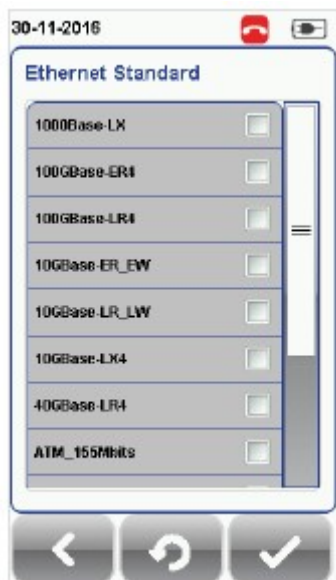 30-11-2016
Ethernet Standard
1000Base-LX
100GBase-ER4
100GBase-LR4
10GBase-ER_EW
10GBase-LR_LW
10GBase-LX4
40GBase-LR4
ATM_155Mbits